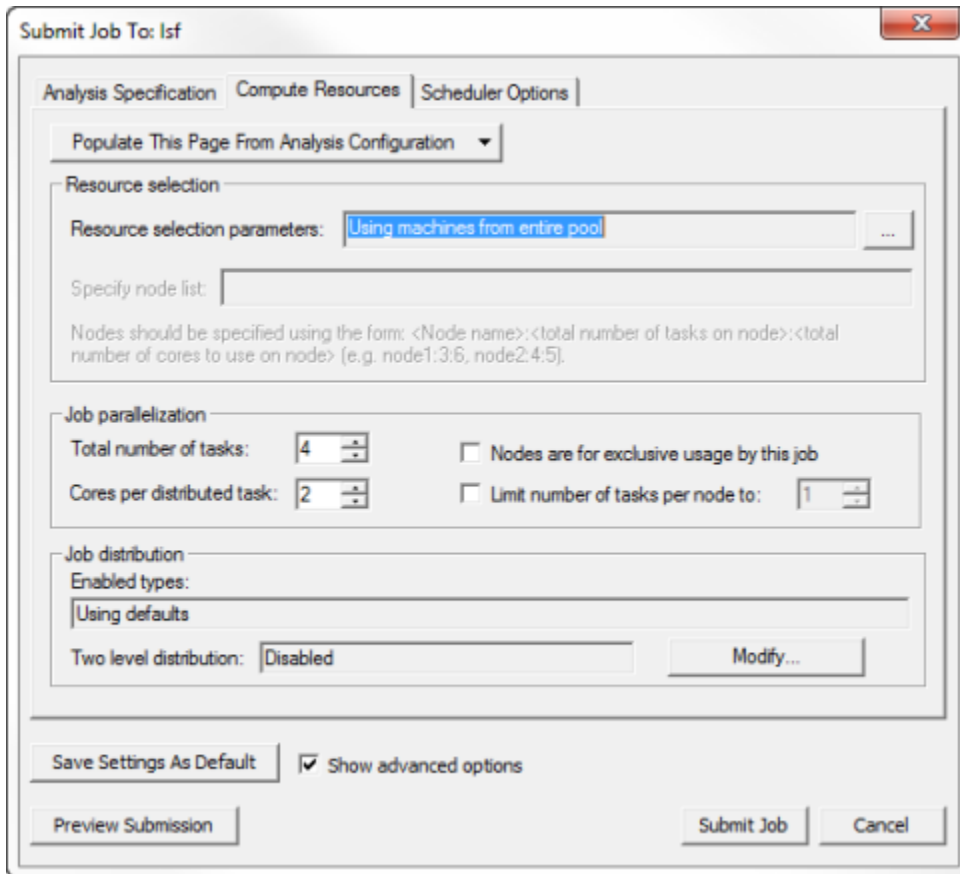 Submit Job To: lsf
Analysis Specification Compute Resources Scheduler Options
Populate This Page From Analysis Configuration
Resource selection
Resource selection parameters: Using machines from entire pool ...
Specify node list:
Nodes should be specified using the form: <Node name>:<total number of tasks on node>:<total
number of cores to use on node> (e.g. node1:3:6, node2:4:5).
Job parallelization
Total number of tasks: 4 Nodes are for exclusive usage by this job
Cores per distributed task: 2 Limit number of tasks per node to: 1
Job distribution
Enabled types:
Using defaults
Two level distribution: Disabled Modify...
Save Settings As Default Show advanced options
Preview Submission Submit Job Cancel